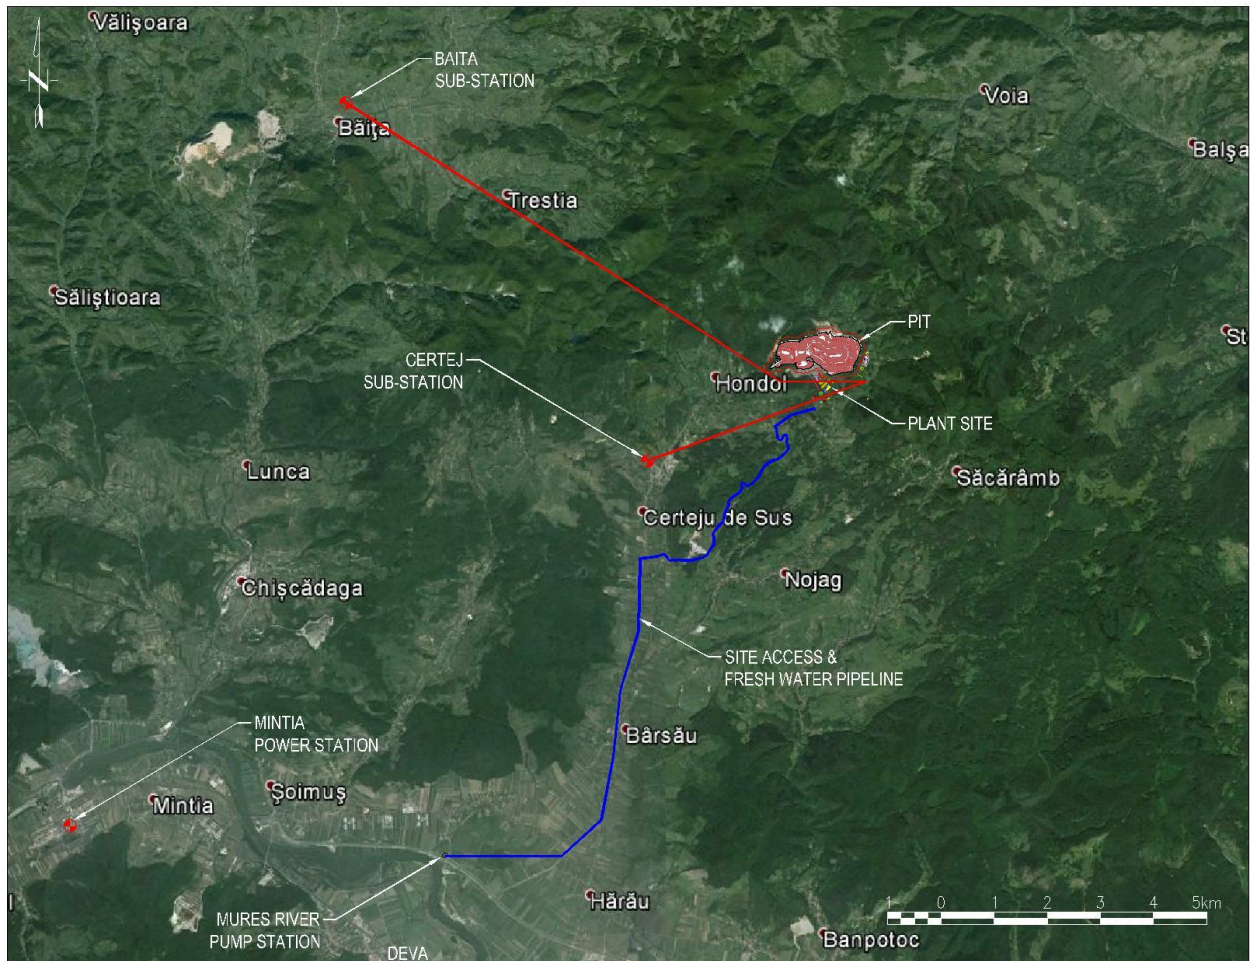 Vălişoara
BAITA
SUB-STATION
N
Voia
Băiţa
Balşa
Trestia
Săliştioara
PIT
St
CERTEJ
SUB-STATION
Hondol
PLANT SITE
Lunca
Săcărâmb
Certeju de Sus
Nojag
Chişcădaga
SITE ACCESS &
FRESH WATER PIPELINE
MINTIA
POWER STATION
Bârsău
Şoimuş
Mintia
Hărău
1 0 1 2 3 4 5km
MURES RIVER
PUMP STATION
Banpotoc
DEVA